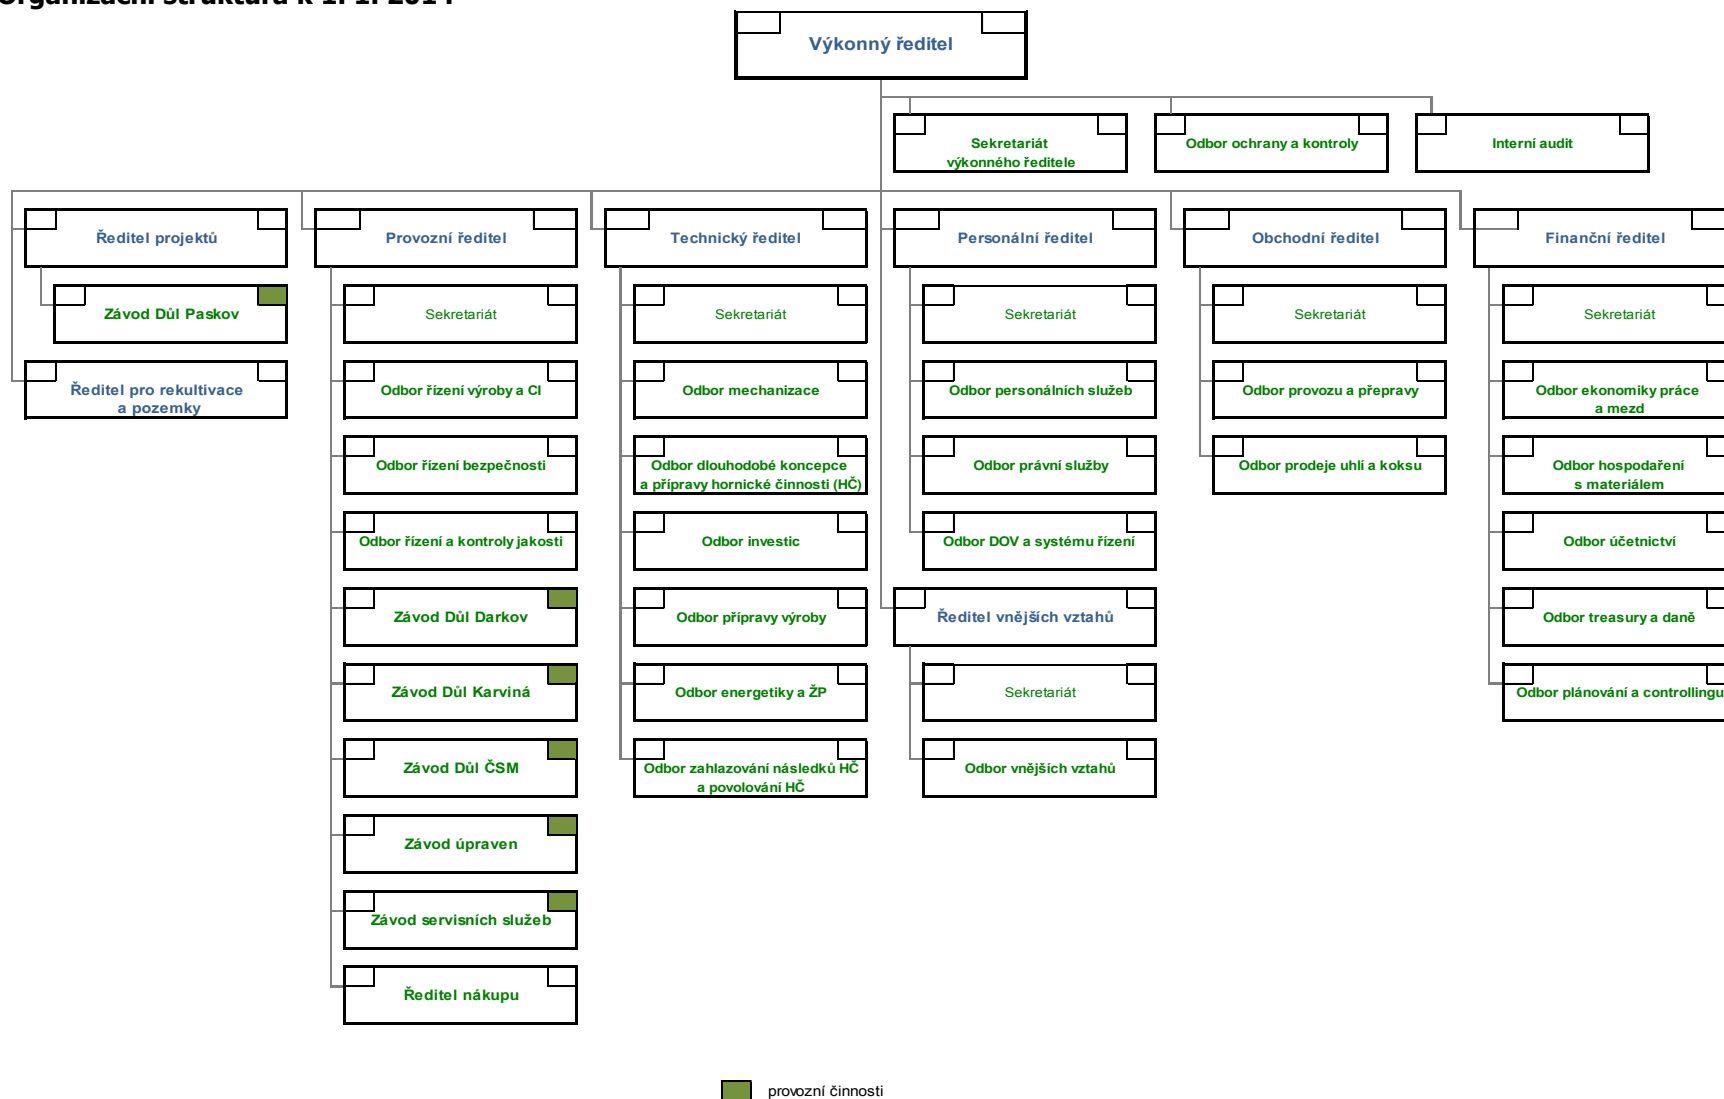 Organizační struktura k 1. 1. 2014
Výkonný ředitel
Sekretariát
výkonného ředitele
Odbor ochrany a kontroly
Interní audit
Ředitel projektů
Závod Důl Paskov
Ředitel pro rekultivace
a pozemky
Provozní ředitel
Sekretariát
Odbor řízení výroby a CI
Odbor řízení bezpečnosti
Odbor řízení a kontroly jakosti
Závod Důl Darkov
Závod Důl Karviná
Závod Důl ČSM
Závod úpraven
Závod servisních služeb
Ředitel nákupu
Technický ředitel
Sekretariát
Odbor mechanizace
Odbor dlouhodobé koncepce
a přípravy hornické činnosti (HČ)
Odbor investic
Odbor přípravy výroby
Odbor energetiky a ŽP
Odbor zahlazování následků HČ
a povolování HČ
Personální ředitel
Sekretariát
Odbor personálních služeb
Odbor právní služby
Odbor DOV a systému řízení
Ředitel vnějších vztahů
Sekretariát
Odbor vnějších vztahů
Obchodní ředitel
Sekretariát
Odbor provozu a přepravy
Odbor prodeje uhlí a koksu
Finanční ředitel
Sekretariát
Odbor ekonomiky práce
a mezd
Odbor hospodaření
s materiálem
Odbor účetnictví
Odbor treasury a daně
Odbor plánování a controllingu
provozní činnosti